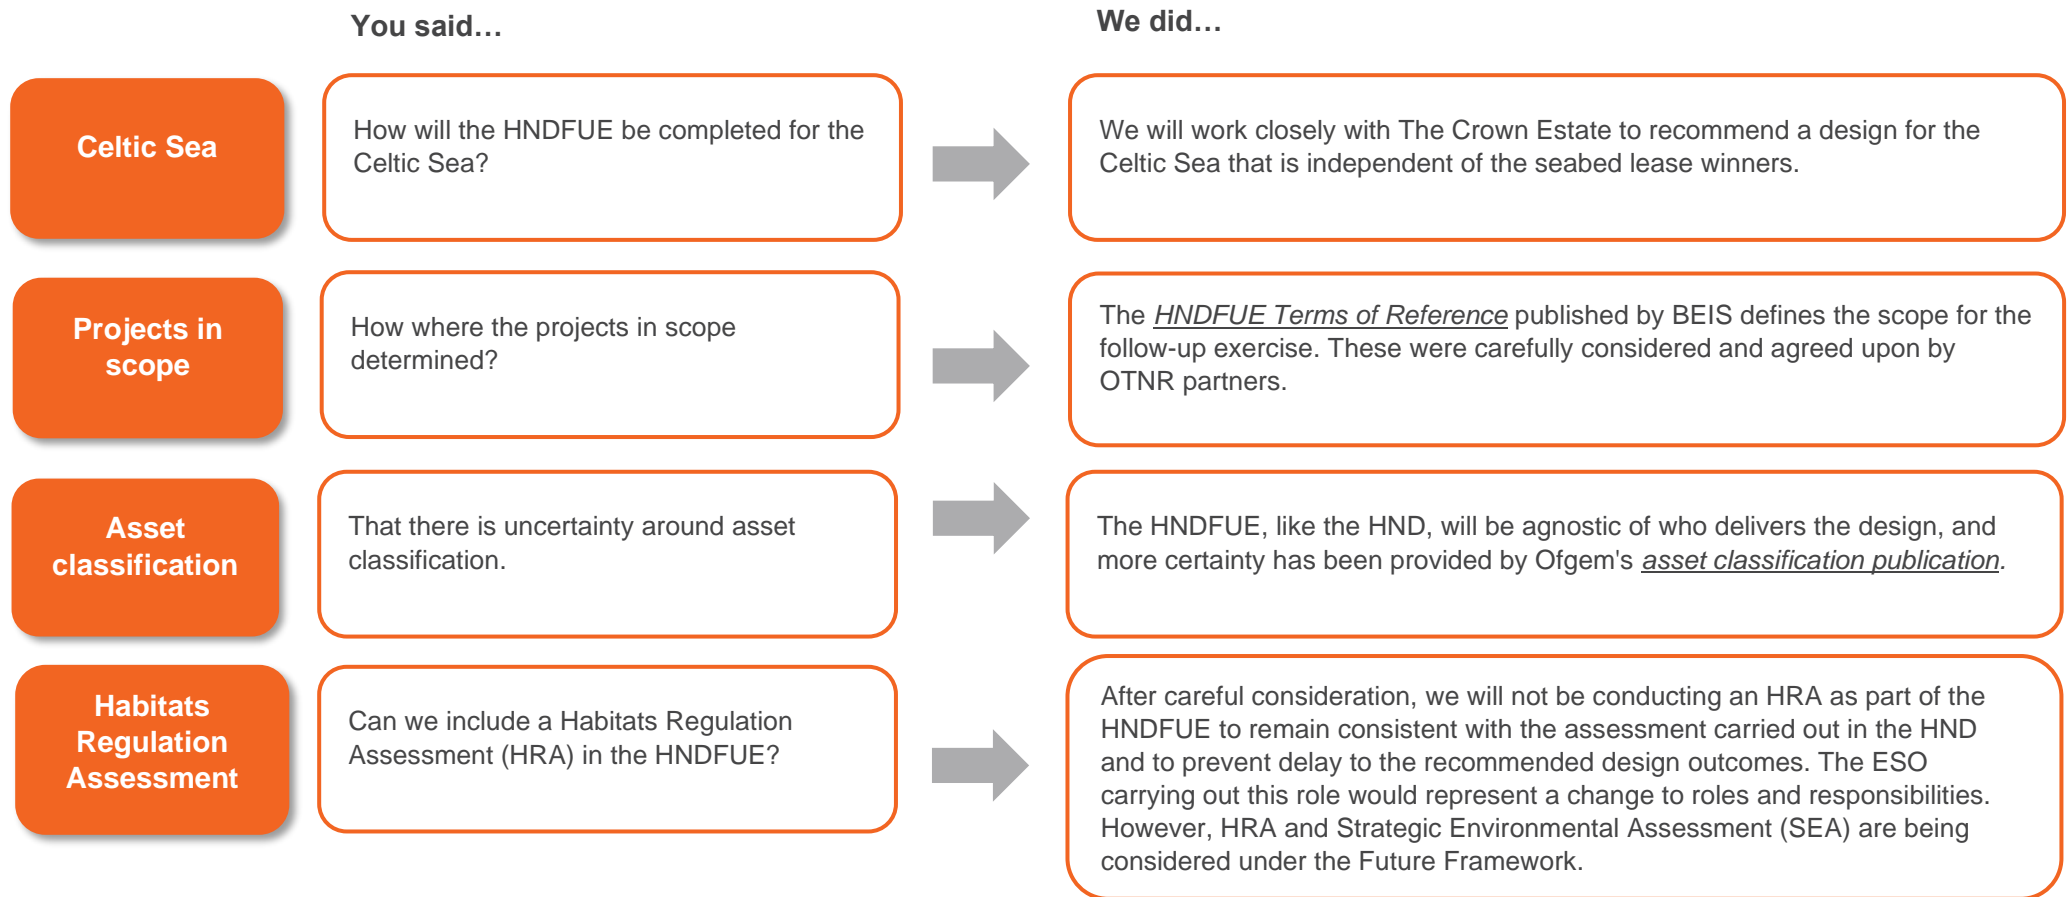 You said…
We did…
Celtic Sea
How will the HNDFUE be completed for the
Celtic Sea?
We will work closely with The Crown Estate to recommend a design for the
Celtic Sea that is independent of the seabed lease winners.
Projects in
scope
How where the projects in scope
determined?
The HNDFUE Terms of Reference published by BEIS defines the scope for the
follow-up exercise. These were carefully considered and agreed upon by
OTNR partners.
Asset
classification
That there is uncertainty around asset
classification.
The HNDFUE, like the HND, will be agnostic of who delivers the design, and
more certainty has been provided by Ofgem's asset classification publication.
Habitats
Regulation
Assessment
Can we include a Habitats Regulation
Assessment (HRA) in the HNDFUE?
After careful consideration, we will not be conducting an HRA as part of the
HNDFUE to remain consistent with the assessment carried out in the HND
and to prevent delay to the recommended design outcomes. The ESO
carrying out this role would represent a change to roles and responsibilities.
However, HRA and Strategic Environmental Assessment (SEA) are being
considered under the Future Framework.